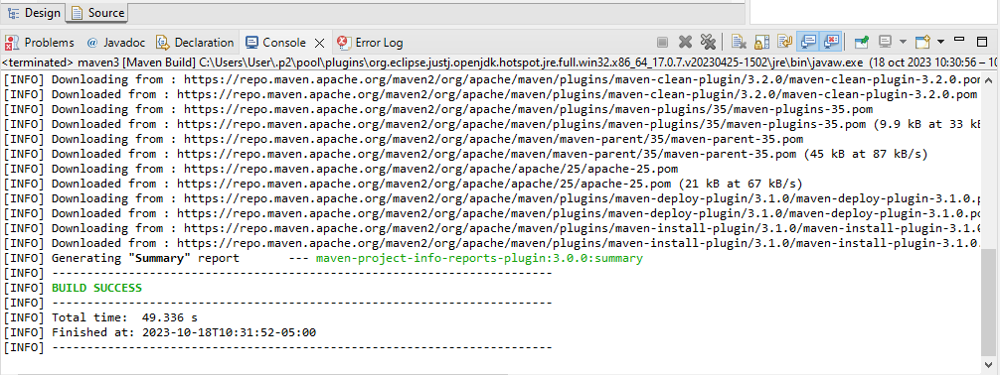 Design Source
Problems @ Javadoc Declaration Console Error Log
<terminated> maven3 [Maven Build] C:\Users\User\.p2\pool\plugins\org.eclipse.justj.openjdk.hotspot.jre.full.win32.x86_64_17.0.7.v20230425-1502\jre\bin\javaw.exe (18 oct 2023 10:30:56 – 10
[INFO] Downloading from : https://repo.maven.apache.org/maven2/org/apache/maven/plugins/maven-clean-plugin/3.2.0/maven-clean-plugin-3.2.0.pom
[INFO] Downloaded from : https://repo.maven.apache.org/maven2/org/apache/maven/plugins/maven-clean-plugin/3.2.0/maven-clean-plugin-3.2.0.pom
[INFO] Downloading from : https://repo.maven.apache.org/maven2/org/apache/maven/plugins/maven-plugins/35/maven-plugins-35.pom
[INFO] Downloaded from : https://repo.maven.apache.org/maven2/org/apache/maven/plugins/maven-plugins/35/maven-plugins-35.pom (9.9 kB at 33 kB
[INFO] Downloading from : https://repo.maven.apache.org/maven2/org/apache/maven/maven-parent/35/maven-parent-35.pom
[INFO] Downloaded from : https://repo.maven.apache.org/maven2/org/apache/maven/maven-parent/35/maven-parent-35.pom (45 kB at 87 kB/s)
[INFO] Downloading from : https://repo.maven.apache.org/maven2/org/apache/apache/25/apache-25.pom
[INFO] Downloaded from : https://repo.maven.apache.org/maven2/org/apache/apache/25/apache-25.pom (21 kB at 67 kB/s)
[INFO] Downloading from : https://repo.maven.apache.org/maven2/org/apache/maven/plugins/maven-deploy-plugin/3.1.0/maven-deploy-plugin-3.1.0.p
[INFO] Downloaded from : https://repo.maven.apache.org/maven2/org/apache/maven/plugins/maven-deploy-plugin/3.1.0/maven-deploy-plugin-3.1.0.po
[INFO] Downloading from : https://repo.maven.apache.org/maven2/org/apache/maven/plugins/maven-install-plugin/3.1.0/maven-install-plugin-3.1.0.
[INFO] Downloaded from : https://repo.maven.apache.org/maven2/org/apache/maven/plugins/maven-install-plugin/3.1.0/maven-install-plugin-3.1.0.
[INFO] Generating "Summary" report --- maven-project-info-reports-plugin:3.0.0:summary
[INFO] ------------------------------------------------------------------------
[INFO] BUILD SUCCESS
[INFO] ------------------------------------------------------------------------
[INFO] Total time: 49.336 s
[INFO] Finished at: 2023-10-18T10:31:52-05:00
[INFO] ------------------------------------------------------------------------